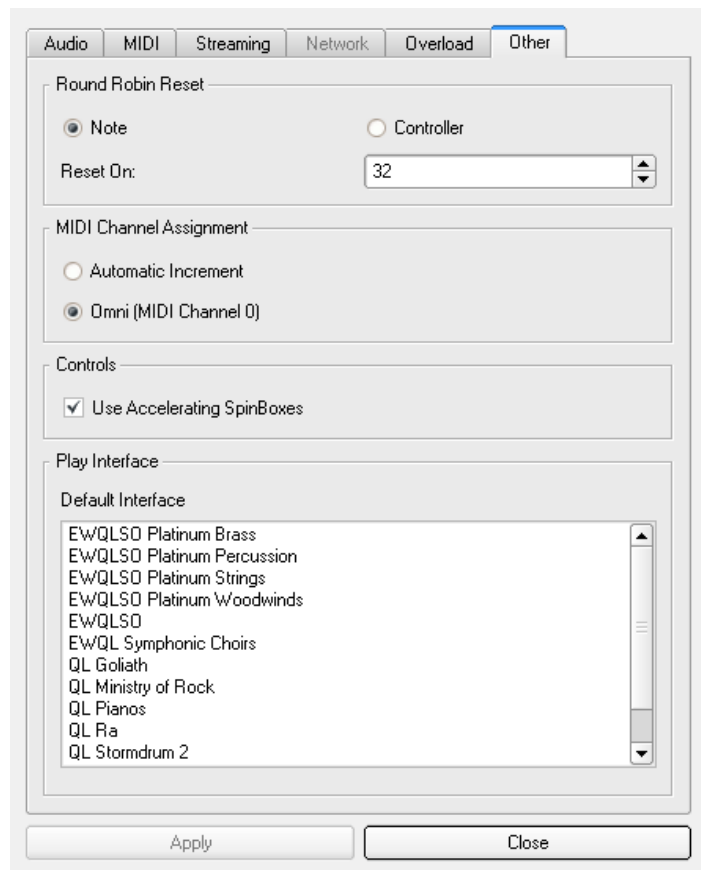 Audio MIDI Streaming Network Overload Other
Round Robin Reset
Note Controller
Reset On: 32
MIDI Channel Assignment
Automatic Increment
Omni (MIDI Channel 0)
Controls
Use Accelerating SpinBoxes
Play Interface
Default Interface
EWQLSO Platinum Brass
EWQLSO Platinum Percussion
EWQLSO Platinum Strings
EWQLSO Platinum Woodwinds
EWQLSO
EWQL Symphonic Choirs
QL Goliath
QL Ministry of Rock
QL Pianos
QL Ra
QL Stormdrum 2
Apply Close